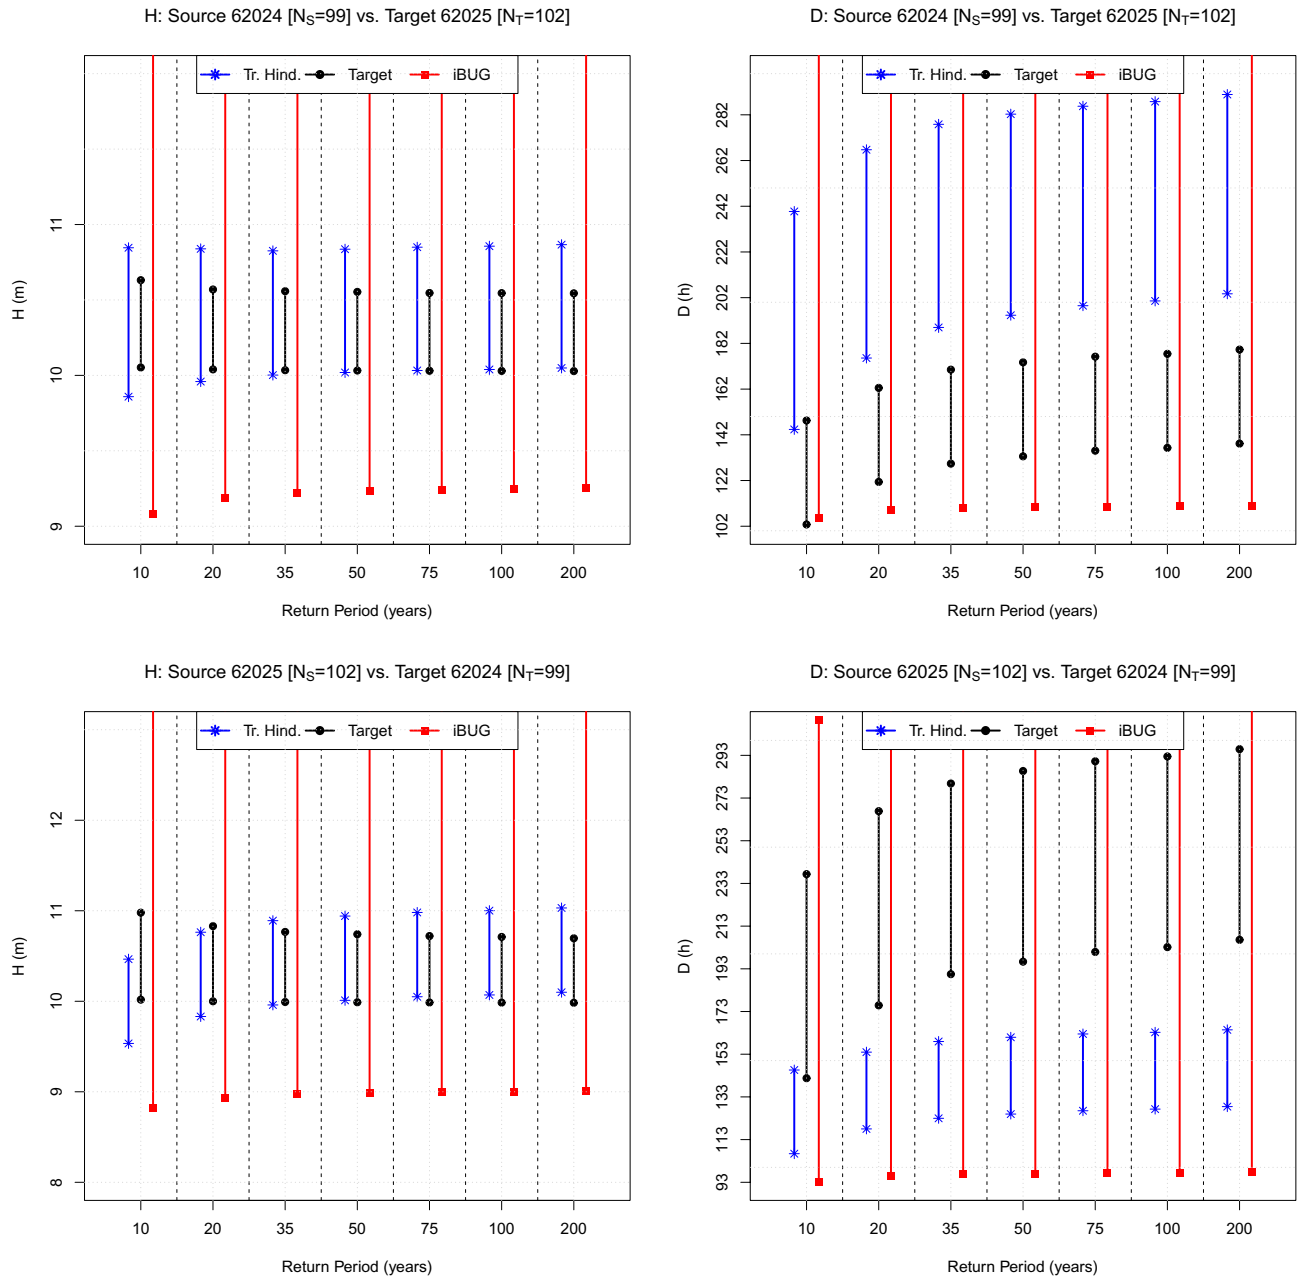 H: Source 62024 [NS=99] vs. Target 62025 [NT=102]
Tr. Hind. Target iBUG
H (m)
11
10
9
10 20 35 50 75 100 200
Return Period (years)
D: Source 62024 [NS=99] vs. Target 62025 [NT=102]
Tr. Hind. Target iBUG
D (h)
282
262
242
222
202
182
162
142
122
102
10 20 35 50 75 100 200
Return Period (years)
H: Source 62025 [NS=102] vs. Target 62024 [NT=99]
Tr. Hind. Target iBUG
H (m)
12
11
10
9
8
10 20 35 50 75 100 200
Return Period (years)
D: Source 62025 [NS=102] vs. Target 62024 [NT=99]
Tr. Hind. Target iBUG
D (h)
293
273
253
233
213
193
173
153
133
113
93
10 20 35 50 75 100 200
Return Period (years)